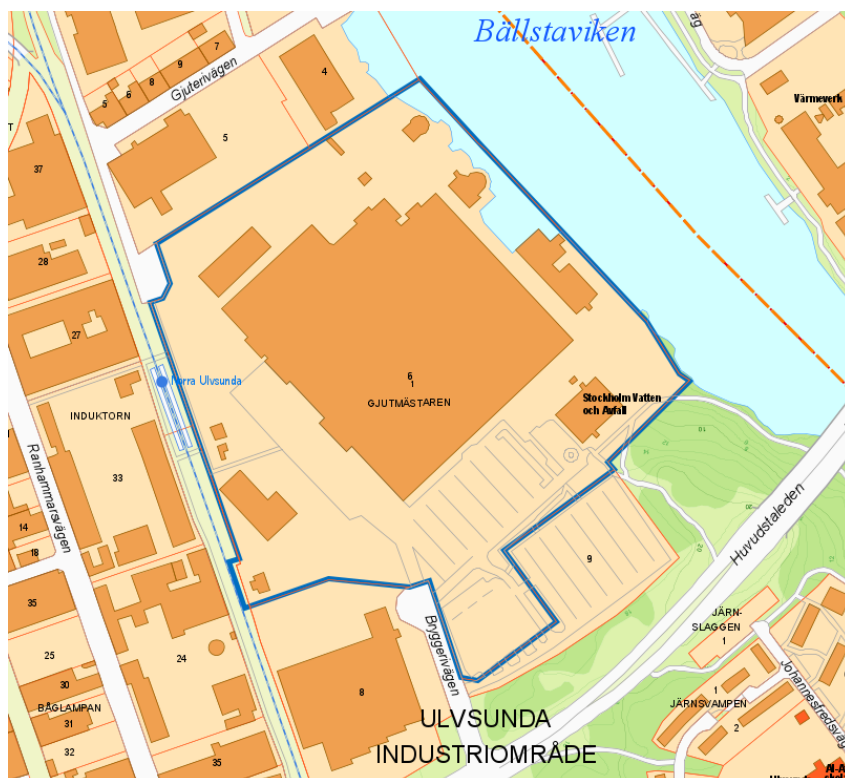 Bällstaviken
7
9
8
6
5
Gjuterivägen
4
5
Värmeverk
37
28
27
Norra Ulvsunda
6
1
GJUTMÄSTAREN
Stockholm Vatten
och Avfall
INDUKTORN
33
Ranhammarsvägen
14
18
35
25
30
BÅGLAMPAN
31
32
24
35
9
8
Bryggerivägen
Huvudstaleden
JÄRN-
SLAGGEN
1
1
JÄRNSVAMPEN
2
ULVSUNDA
INDUSTRIOMRÅDE